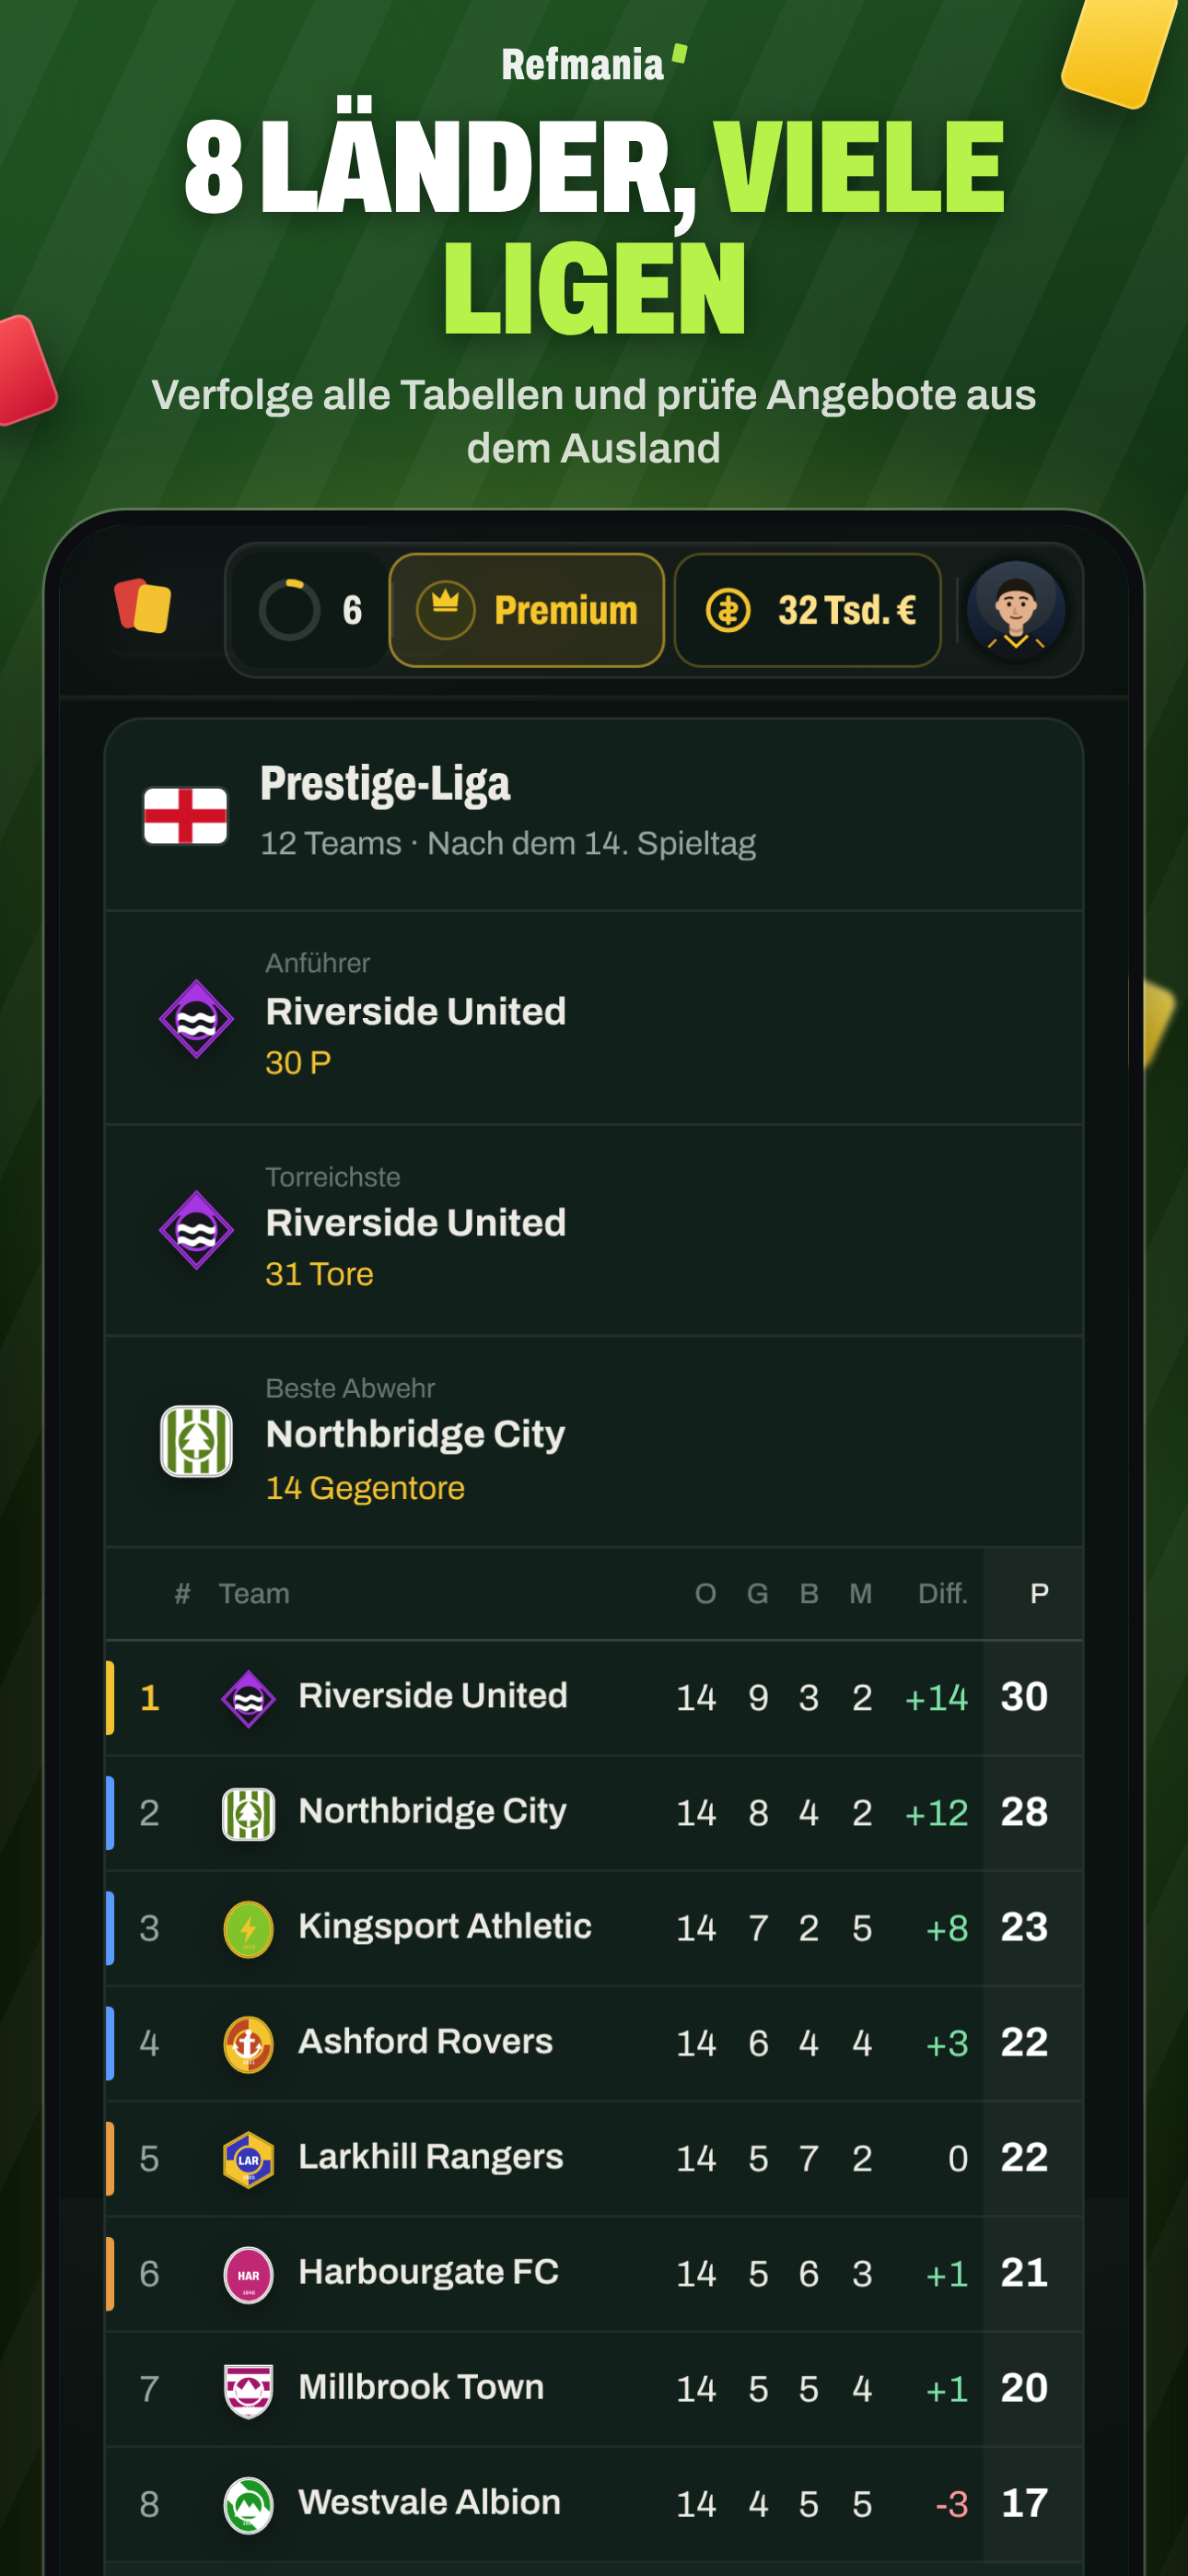 Refmania
8 LÄNDER, VIELE
LIGEN
Verfolge alle Tabellen und prüfe Angebote aus
dem Ausland
6 Premium 32 Tsd. €
Prestige-Liga
12 Teams · Nach dem 14. Spieltag
Anführer
Riverside United
30 P
Torreichste
Riverside United
31 Tore
Beste Abwehr
Northbridge City
14 Gegentore
# Team O G B M Diff. P
1 Riverside United 14 9 3 2 +14 30
2 Northbridge City 14 8 4 2 +12 28
3 Kingsport Athletic 14 7 2 5 +8 23
4 Ashford Rovers 14 6 4 4 +3 22
5 LAR Larkhill Rangers 14 5 7 2 0 22
6 HAR Harbourgate FC 14 5 6 3 +1 21
7 Millbrook Town 14 5 5 4 +1 20
8 Westvale Albion 14 4 5 5 -3 17